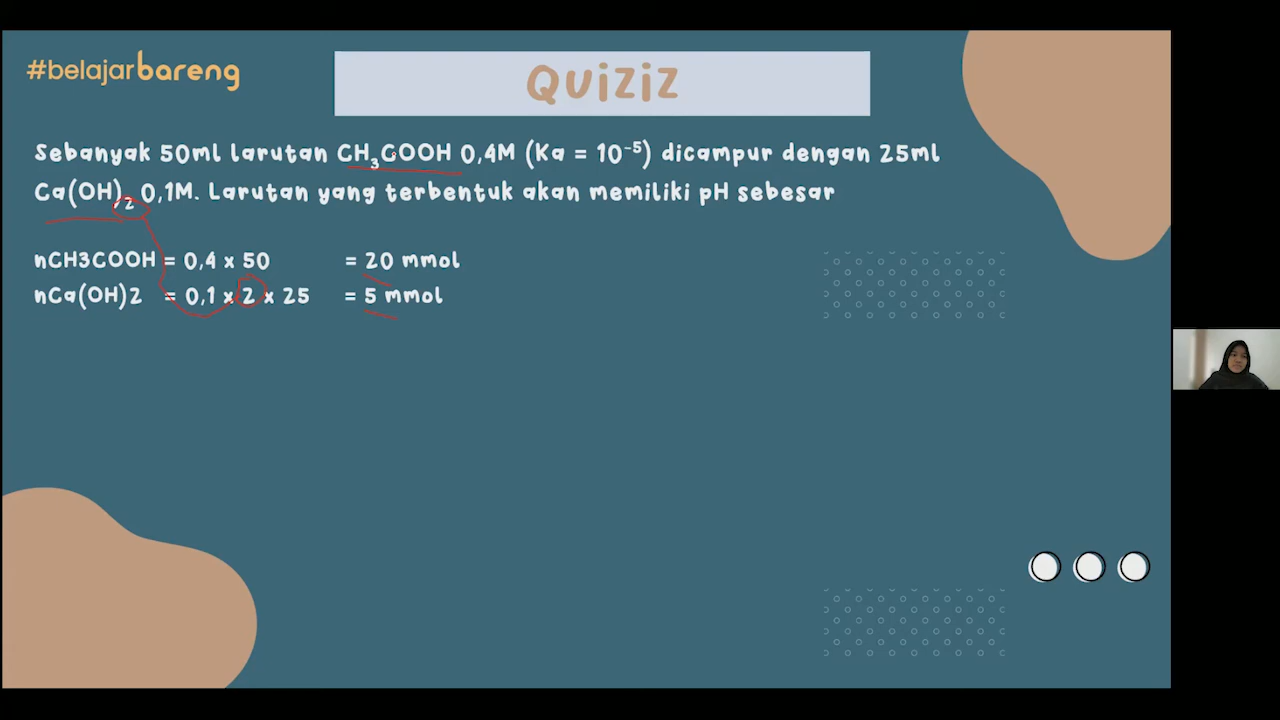 #belajarbareng
Quiziz
Sebanyak 50ml larutan CH₃COOH 0,4M (Ka = 10⁻⁵) dicampur dengan 25ml
Ca(OH)₂ 0,1M. Larutan yang terbentuk akan memiliki pH sebesar
nCH3COOH = 0,4 x 50 = 20 mmol
nCa(OH)2 = 0,1 x 2 x 25 = 5 mmol